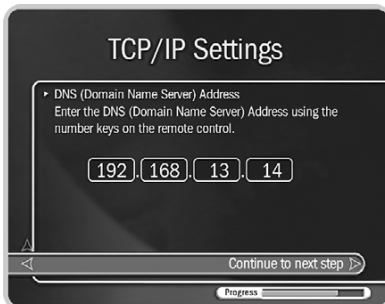 TCP/IP Settings
DNS (Domain Name Server) Address
Enter the DNS (Domain Name Server) Address using the
number keys on the remote control.
192.168.13.14
Continue to next step
Progress